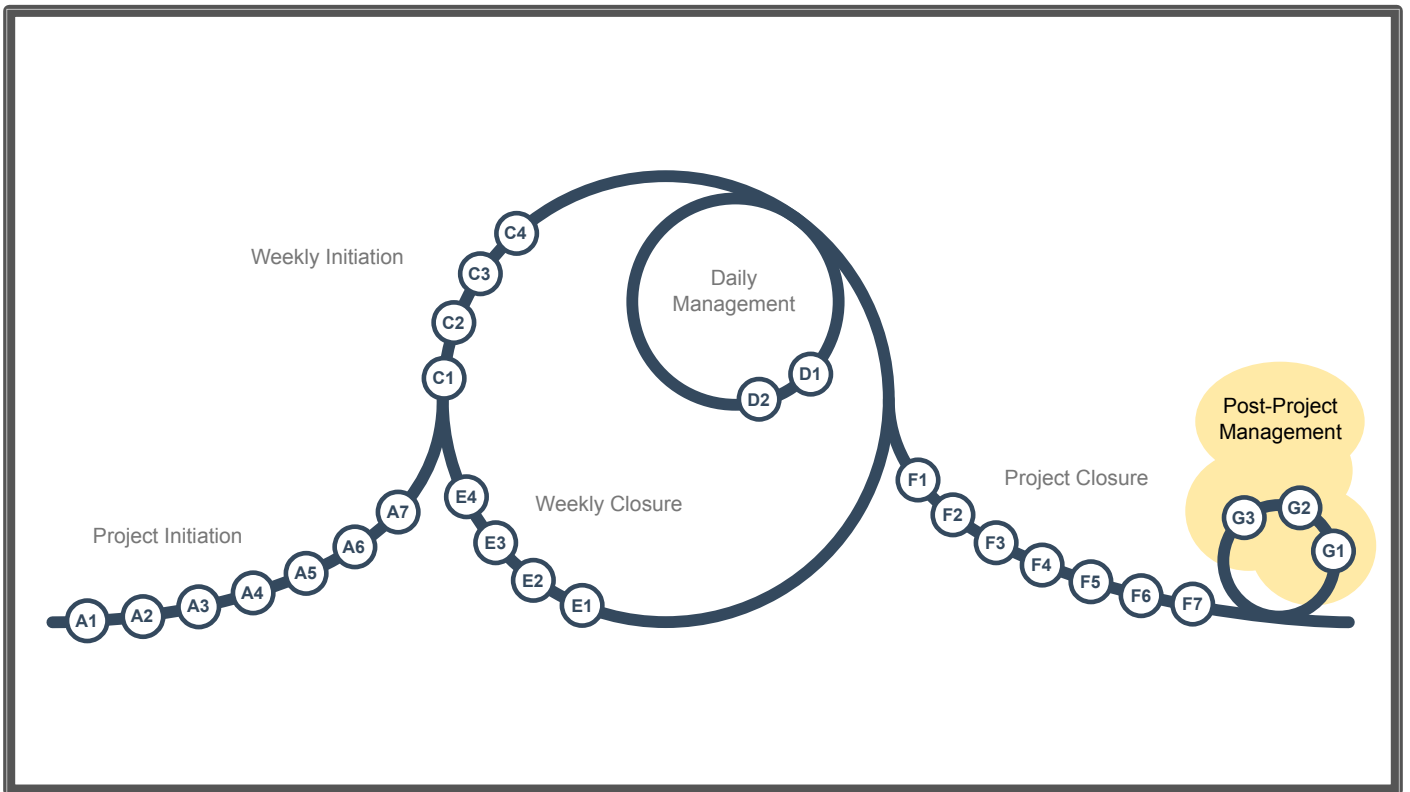 Weekly Initiation
C4
C3
C2
C1
Daily
Management
D1
D2
Project Initiation
A1
A2
A3
A4
A5
A6
A7
Weekly Closure
E4
E3
E2
E1
Project Closure
F1
F2
F3
F4
F5
F6
F7
Post-Project
Management
G3
G2
G1